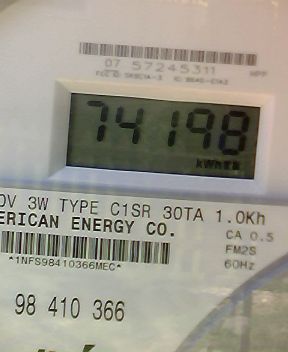 07 57245311
74198
kWh
0V 3W TYPE C1SR 30TA 1.0Kh
ERICAN ENERGY CO.
CA 0.5
FM2S
*1NFS98410366MEC*
60Hz
98 410 366